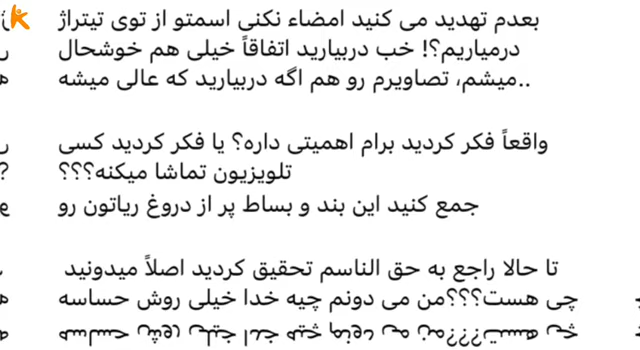 بعدم تهدید می کنید امضاء نکنی اسمتو از توی تیتراژ
درمیاریم؟! خب دربیارید اتفاقاً خیلی هم خوشحال
میشم، تصاویرم رو هم اگه دربیارید که عالی میشه..
واقعاً فکر کردید برام اهمیتی داره؟ یا فکر کردید کسی
تلویزیون تماشا میکنه؟؟؟
جمع کنید این بند و بساط پر از دروغ ریاتون رو
تا حالا راجع به حق الناسم تحقیق کردید اصلاً میدونید
چی هست؟؟؟من می دونم چیه خدا خیلی روش حساسه